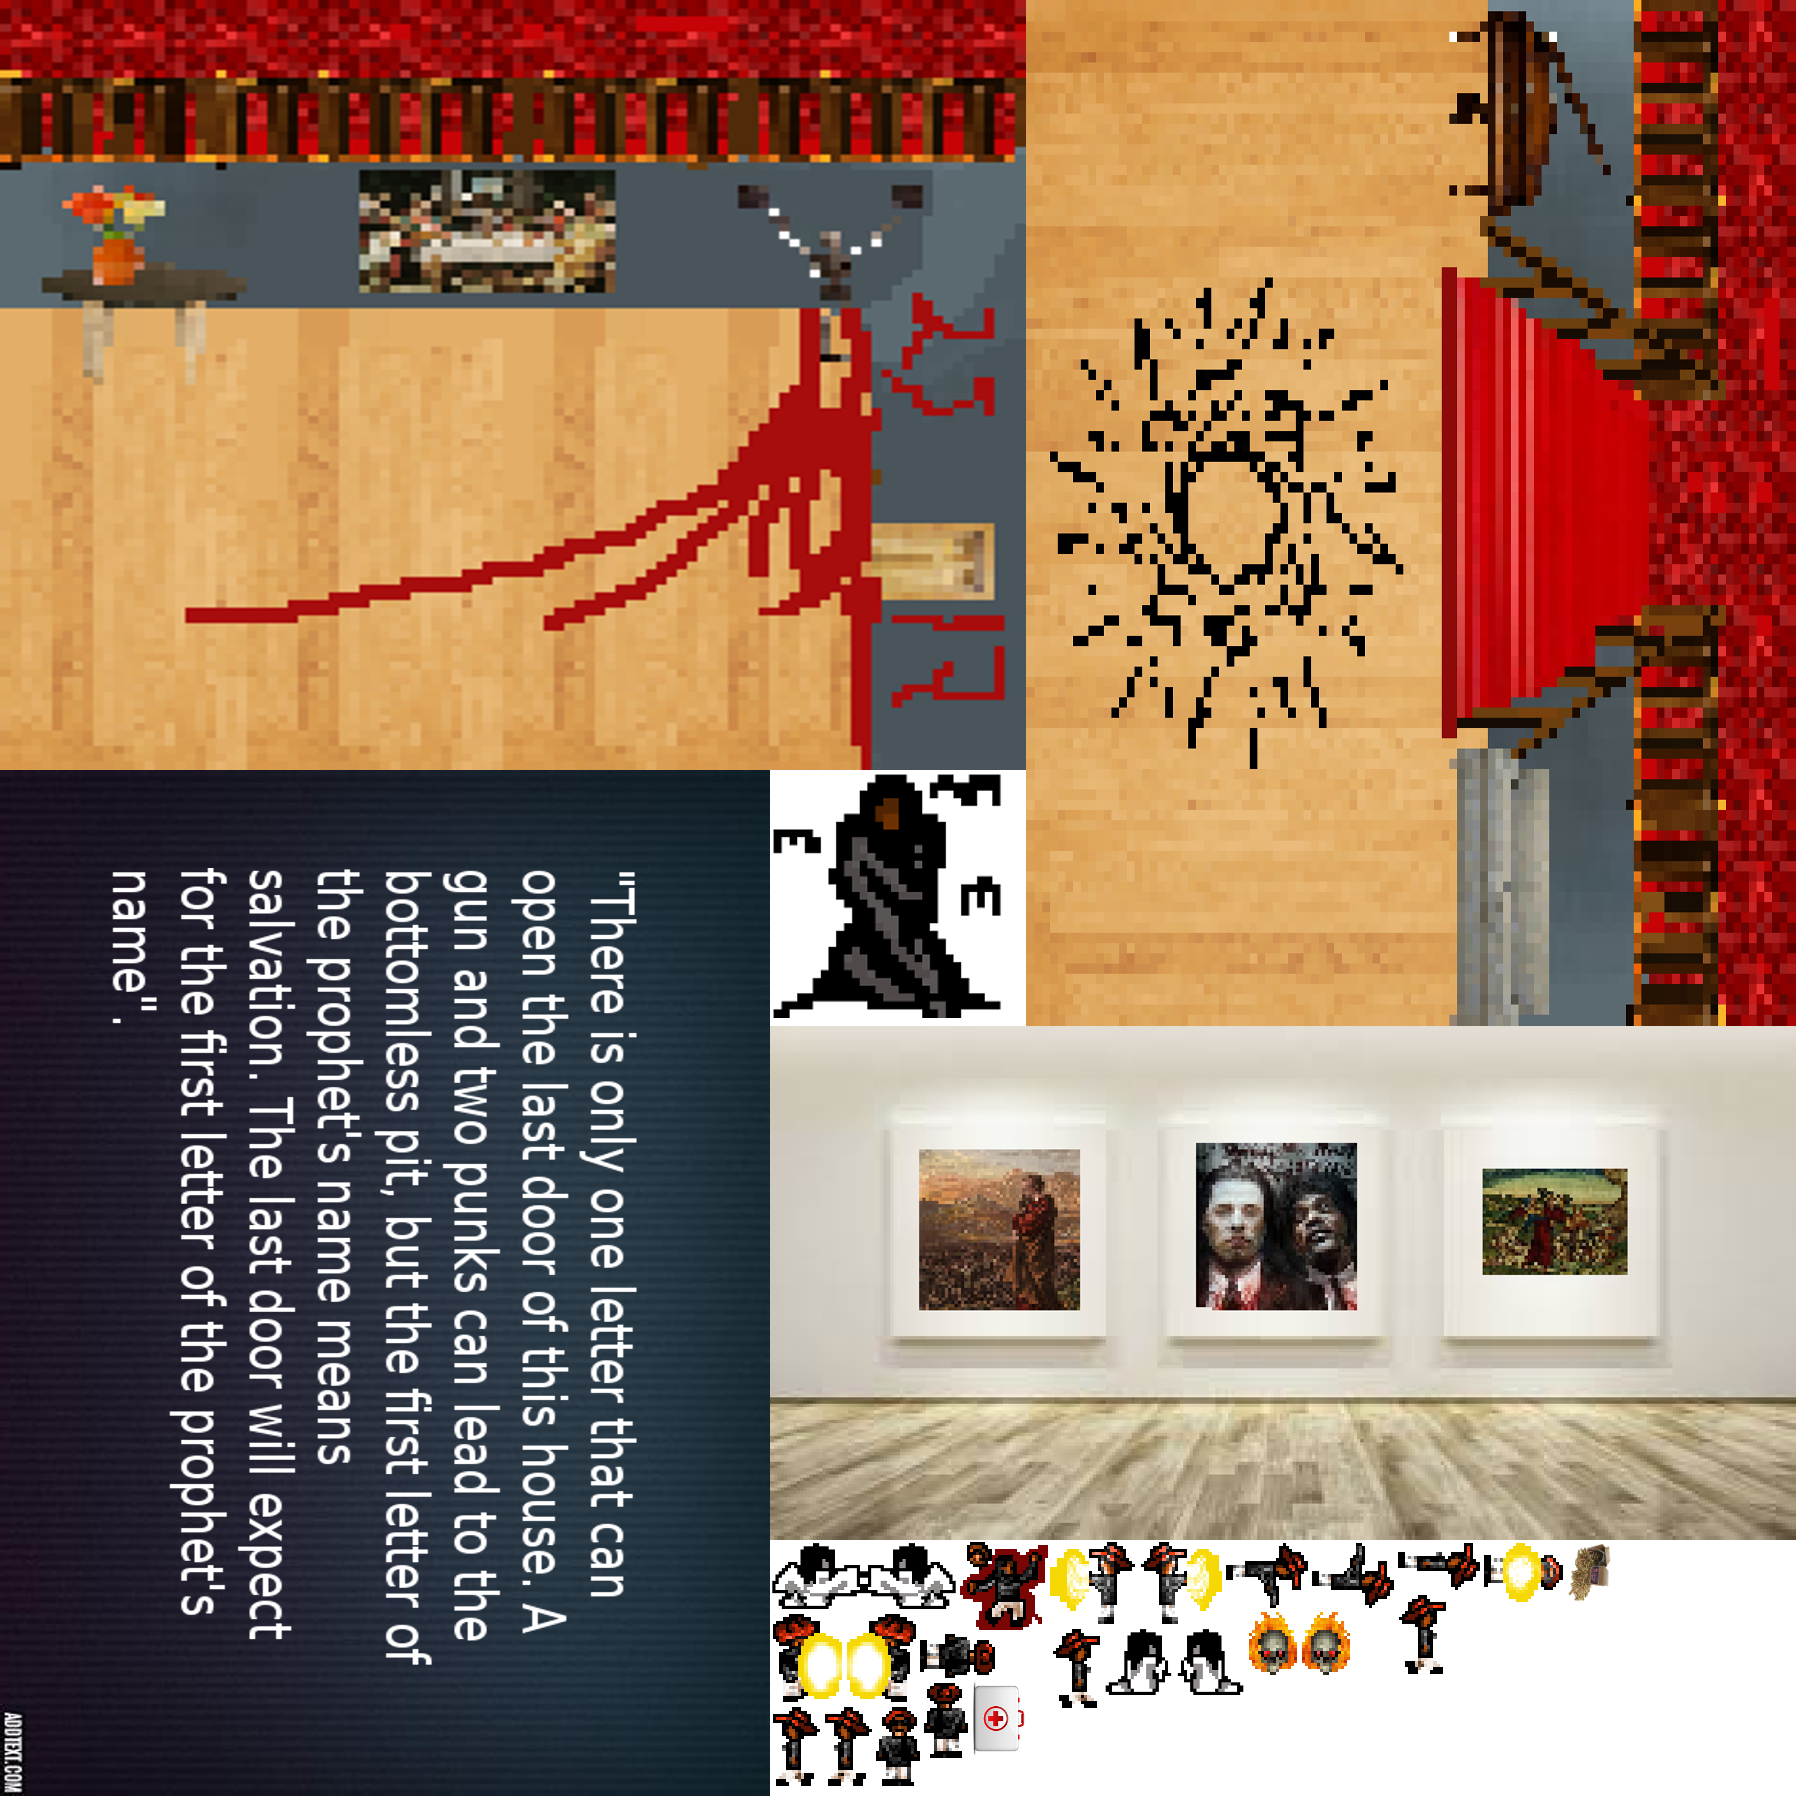 "There is only one letter that can
open the last door of this house. A
gun and two punks can lead to the
bottomless pit, but the first letter of
the prophet's name means
salvation. The last door will expect
for the first letter of the prophet's
name".
ADDTEXT.COM